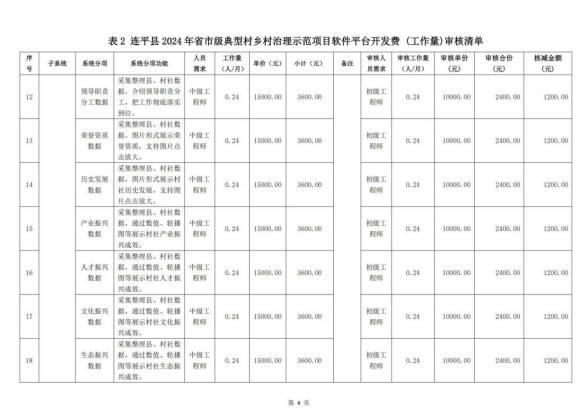 表 2 连平县 2024 年省市级典型村乡村治理示范项目软件平台开发费 (工作量)审核清单
序号 子系统 系统分项 系统分项功能 人员需求 工作量(人/月) 单价(元) 小计(元) 备注 审核人员需求 审核工作量(人/月) 审核单价(元) 审核合价(元) 核减金额(元)
12 领导职责分工数据 采集整理县、村社数据，介绍领导职责分工，把工作彻底落实到位。 中级工程师 0.24 15000.00 3600.00 初级工程师 0.24 10000.00 2400.00 1200.00
13 荣誉资质数据 采集整理县、村社数据，图片形式展示荣誉资质，支持图片点击放大。 中级工程师 0.24 15000.00 3600.00 初级工程师 0.24 10000.00 2400.00 1200.00
14 历史发展数据 采集整理县、村社数据，图片形式展示村社历史发展，支持图片点击放大。 中级工程师 0.24 15000.00 3600.00 初级工程师 0.24 10000.00 2400.00 1200.00
15 产业振兴数据 采集整理县、村社数据，通过数值、轮播图等展示村社产业振兴成效。 中级工程师 0.24 15000.00 3600.00 初级工程师 0.24 10000.00 2400.00 1200.00
16 人才振兴数据 采集整理县、村社数据，通过数值、轮播图等展示村社人才振兴成效。 中级工程师 0.24 15000.00 3600.00 初级工程师 0.24 10000.00 2400.00 1200.00
17 文化振兴数据 采集整理县、村社数据，通过数值、轮播图等展示村社文化振兴成效。 中级工程师 0.24 15000.00 3600.00 初级工程师 0.24 10000.00 2400.00 1200.00
18 生态振兴数据 采集整理县、村社数据，通过数值、轮播图等展示村社生态振兴成效。 中级工程师 0.24 15000.00 3600.00 初级工程师 0.24 10000.00 2400.00 1200.00
第 4 页